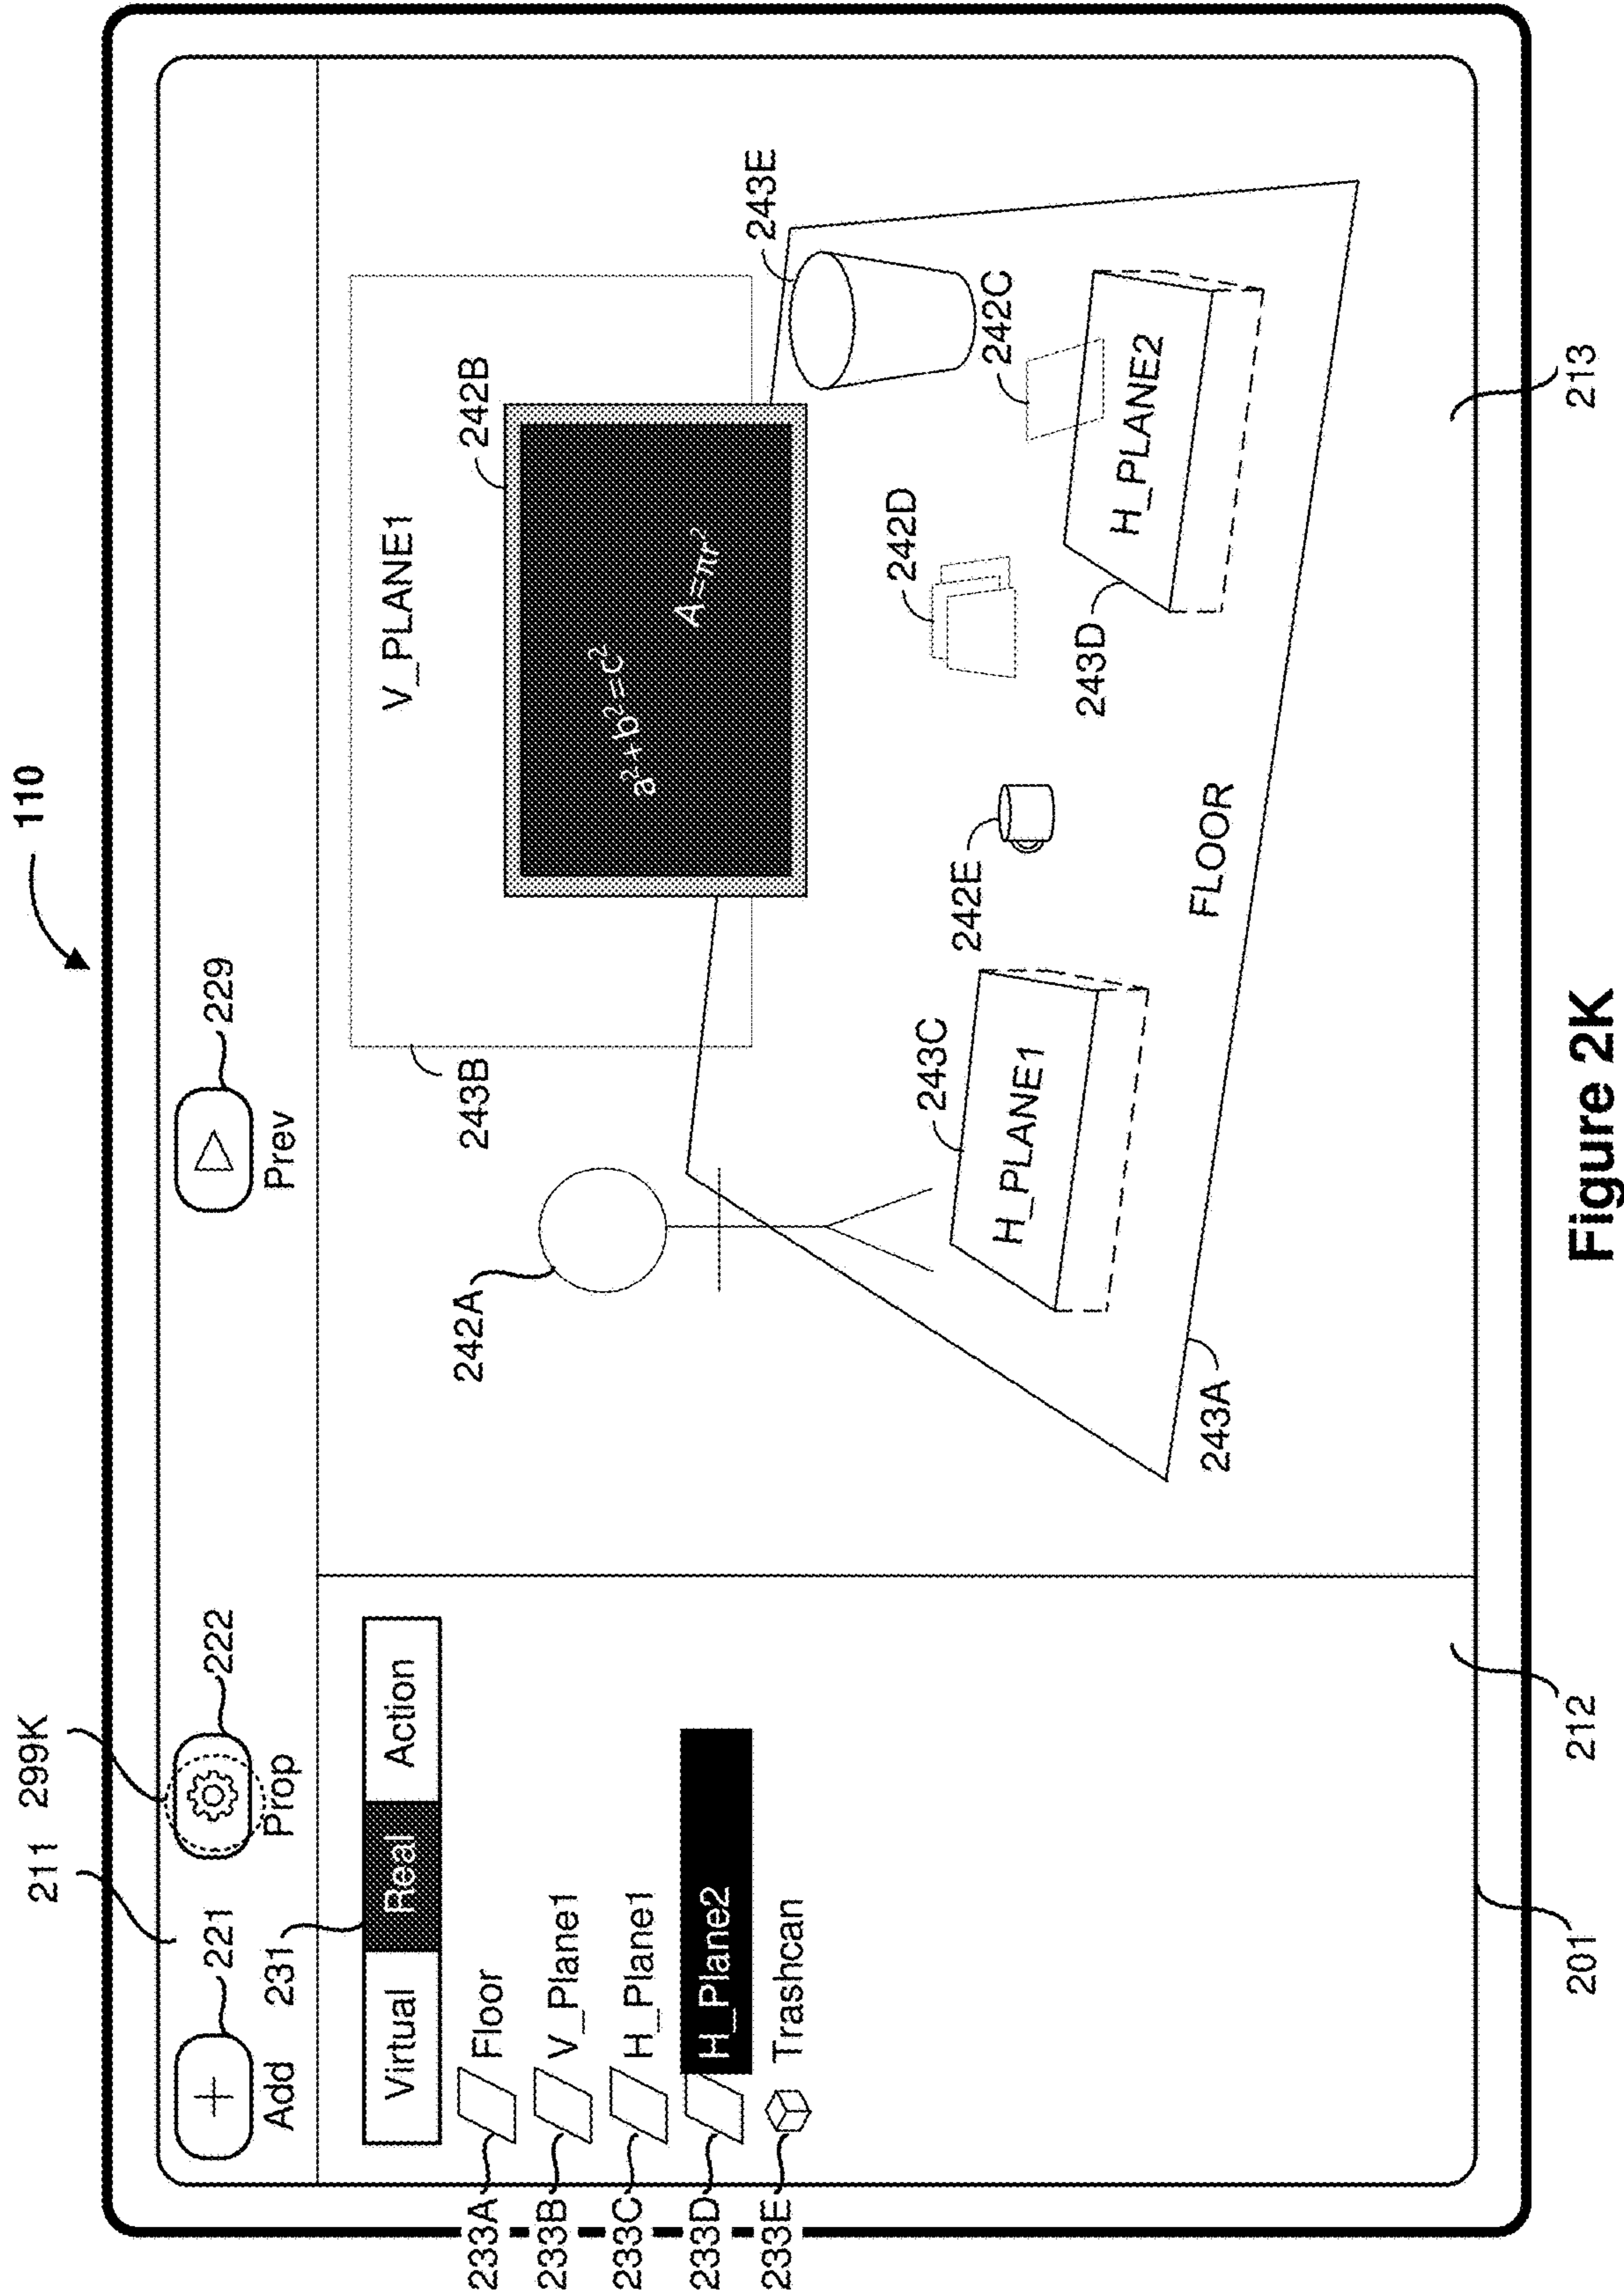 110
211
299K
221
222
229
Add
Prop
Prev
231
Virtual
Real
Action
233A
Floor
233B
V_Plane1
233C
H_Plane1
233D
H_Plane2
233E
Trashcan
V_PLANE1
243B
242A
242B
a²+b²=c²
A=πr²
243E
242D
242C
242E
243C
H_PLANE1
243D
H_PLANE2
FLOOR
243A
201
212
213
Figure 2K